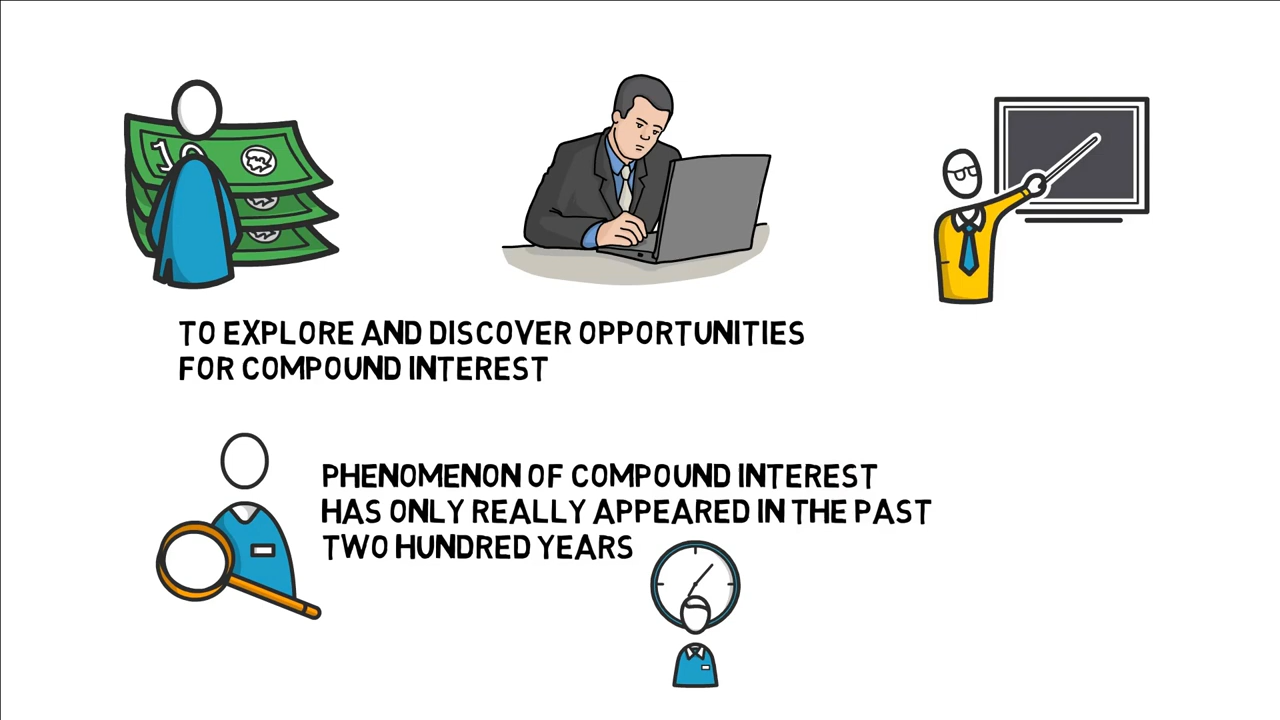 10
TO EXPLORE AND DISCOVER OPPORTUNITIES
FOR COMPOUND INTEREST
PHENOMENON OF COMPOUND INTEREST
HAS ONLY REALLY APPEARED IN THE PAST
TWO HUNDRED YEARS